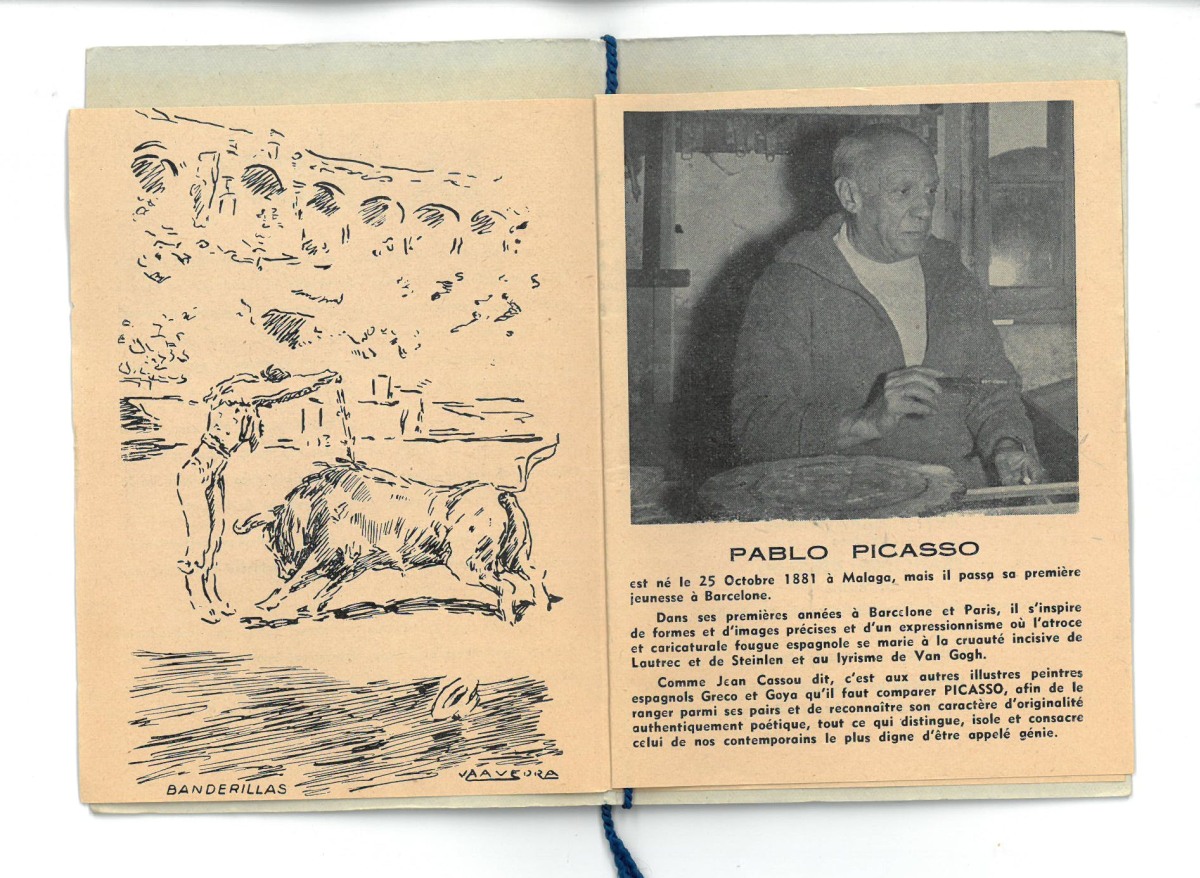 BANDERILLAS
PABLO PICASSO
est né le 25 Octobre 1881 à Malaga, mais il passa sa première
jeunesse à Barcelone.
Dans ses premières années à Barcelone et Paris, il s'inspire
de formes et d'images précises et d'un expressionnisme où l'atroce
et caricaturale fougue espagnole se marie à la cruauté incisive de
Lautrec et de Steinlen et au lyrisme de Van Gogh.
Comme Jean Cassou dit, c'est aux autres illustres peintres
espagnols Greco et Goya qu'il faut comparer PICASSO, afin de le
ranger parmi ses pairs et de reconnaître son caractère d'originalité
authentiquement poétique, tout ce qui distingue, isole et consacre
celui de nos contemporains le plus digne d'être appelé génie.